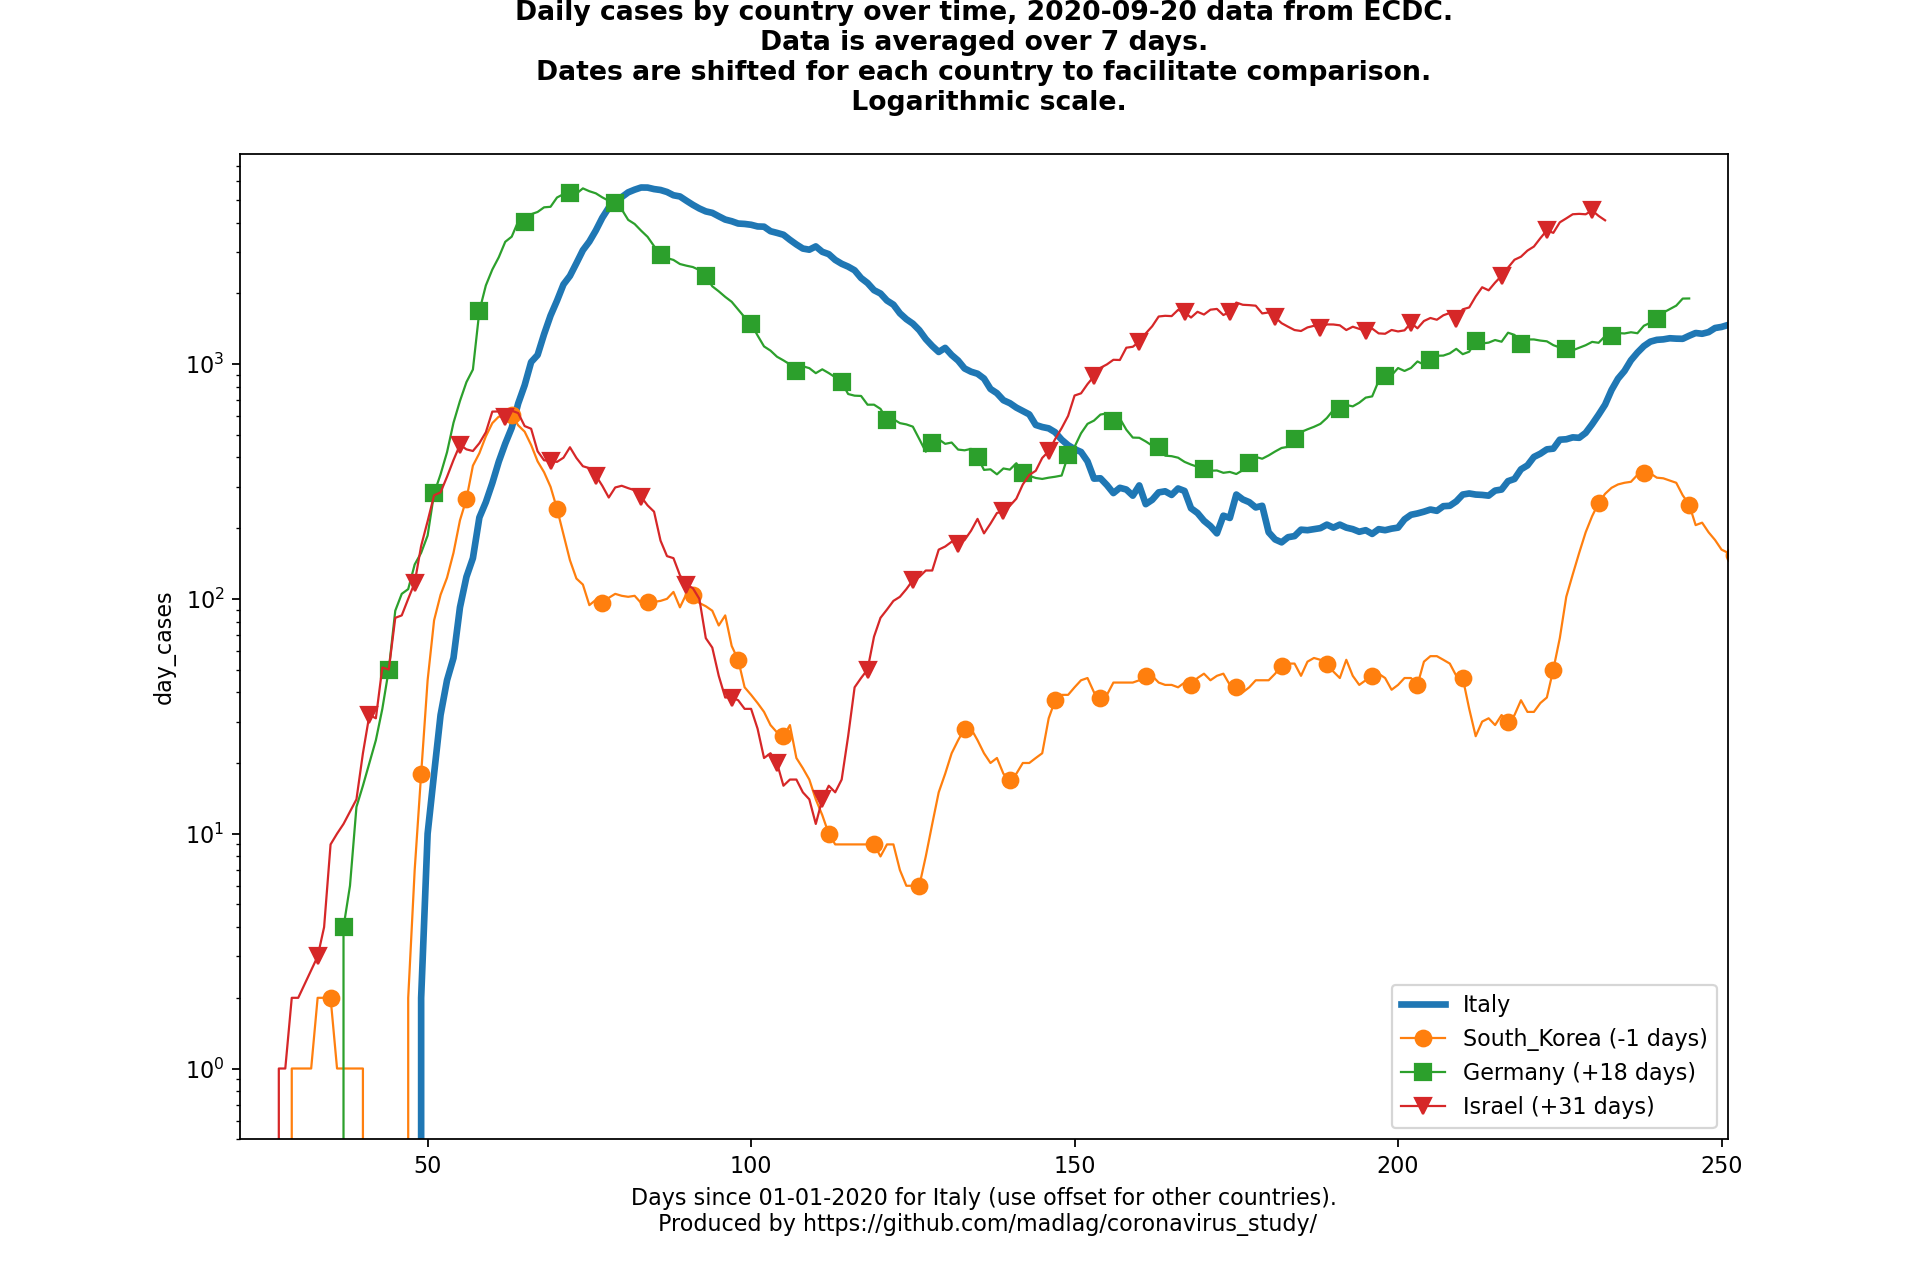 Daily cases by country over time, 2020-09-20 data from ECDC.
Data is averaged over 7 days.
Dates are shifted for each country to facilitate comparison.
Logarithmic scale.
10³
10²
10¹
10⁰
day_cases
Italy
South_Korea (-1 days)
Germany (+18 days)
Israel (+31 days)
50 100 150 200 250
Days since 01-01-2020 for Italy (use offset for other countries).
Produced by https://github.com/madlag/coronavirus_study/